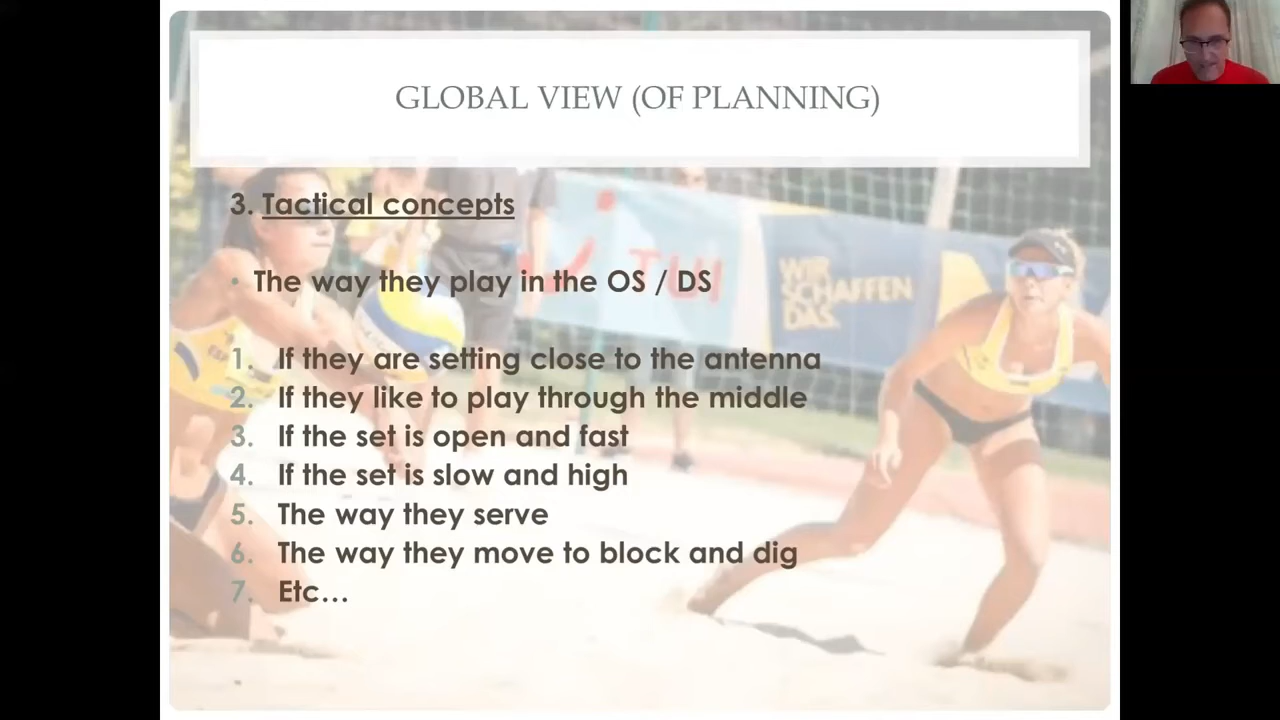 GLOBAL VIEW (OF PLANNING)
3. Tactical concepts
• The way they play in the OS / DS
1. If they are setting close to the antenna
2. If they like to play through the middle
3. If the set is open and fast
4. If the set is slow and high
5. The way they serve
6. The way they move to block and dig
7. Etc…
TUI
WIR
SCHAFFEN
DAS.